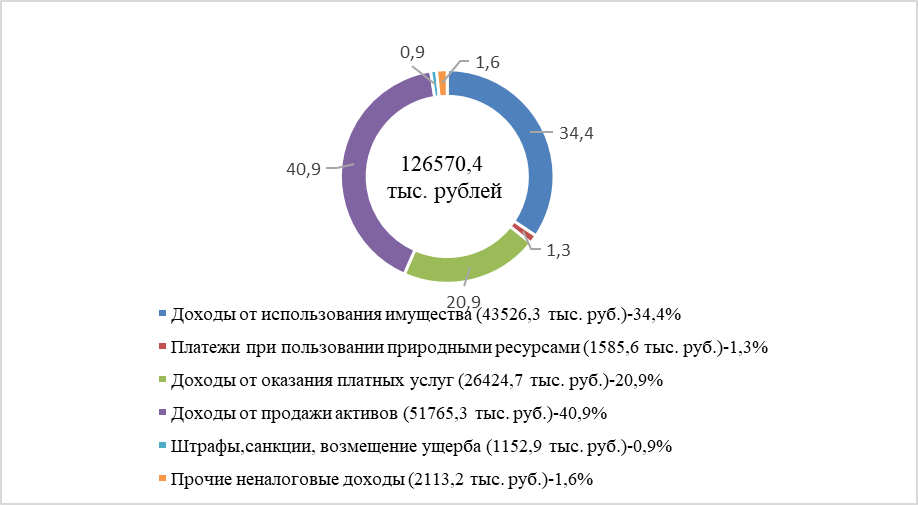 0,9
1,6
34,4
40,9
126570,4
тыс. рублей
1,3
20,9
Доходы от использования имущества (43526,3 тыс. руб.)-34,4%
Платежи при пользовании природными ресурсами (1585,6 тыс. руб.)-1,3%
Доходы от оказания платных услуг (26424,7 тыс. руб.)-20,9%
Доходы от продажи активов (51765,3 тыс. руб.)-40,9%
Штрафы,санкции, возмещение ущерба (1152,9 тыс. руб.)-0,9%
Прочие неналоговые доходы (2113,2 тыс. руб.)-1,6%